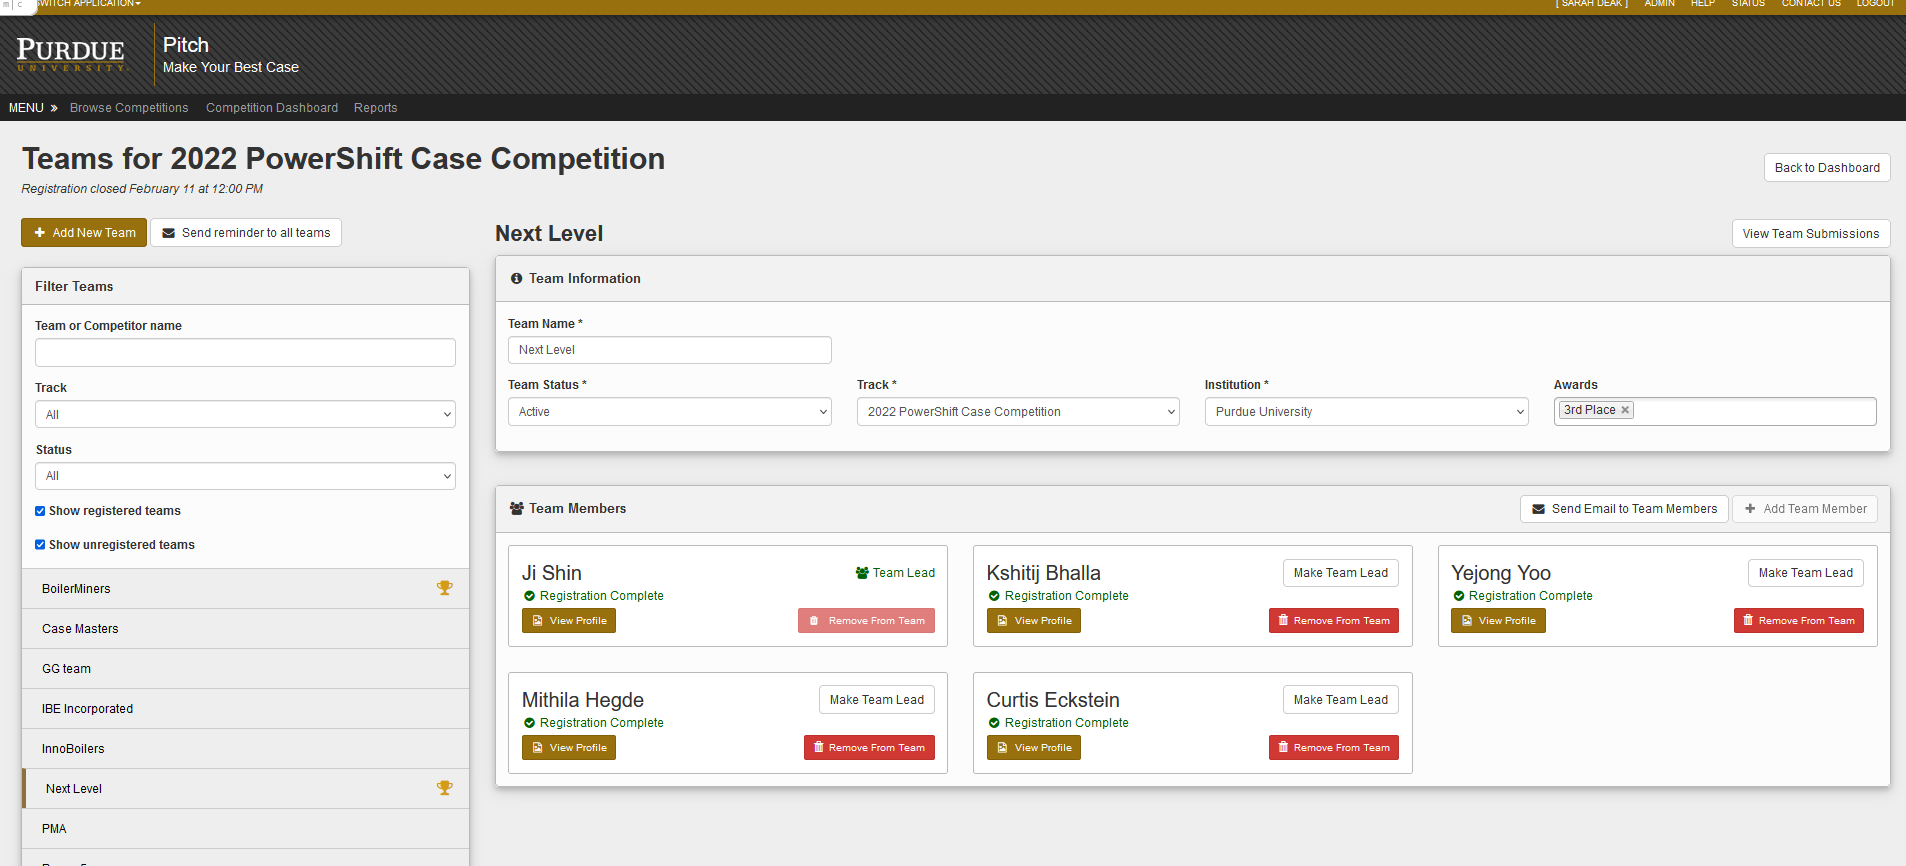 m | c
SWITCH APPLICATION
[ SARAH DEAK ] ADMIN HELP STATUS CONTACT US LOGOUT
PURDUE
UNIVERSITY.
Pitch
Make Your Best Case
MENU » Browse Competitions Competition Dashboard Reports
Teams for 2022 PowerShift Case Competition
Registration closed February 11 at 12:00 PM
Back to Dashboard
+ Add New Team Send reminder to all teams
Filter Teams
Team or Competitor name
Track
All
Status
All
Show registered teams
Show unregistered teams
BoilerMiners
Case Masters
GG team
IBE Incorporated
InnoBoilers
Next Level
PMA
Next Level
View Team Submissions
Team Information
Team Name *
Next Level
Team Status * Track * Institution * Awards
Active 2022 PowerShift Case Competition Purdue University 3rd Place ×
Team Members
Send Email to Team Members + Add Team Member
Ji Shin Team Lead
Registration Complete
View Profile Remove From Team
Kshitij Bhalla Make Team Lead
Registration Complete
View Profile Remove From Team
Yejong Yoo Make Team Lead
Registration Complete
View Profile Remove From Team
Mithila Hegde Make Team Lead
Registration Complete
View Profile Remove From Team
Curtis Eckstein Make Team Lead
Registration Complete
View Profile Remove From Team